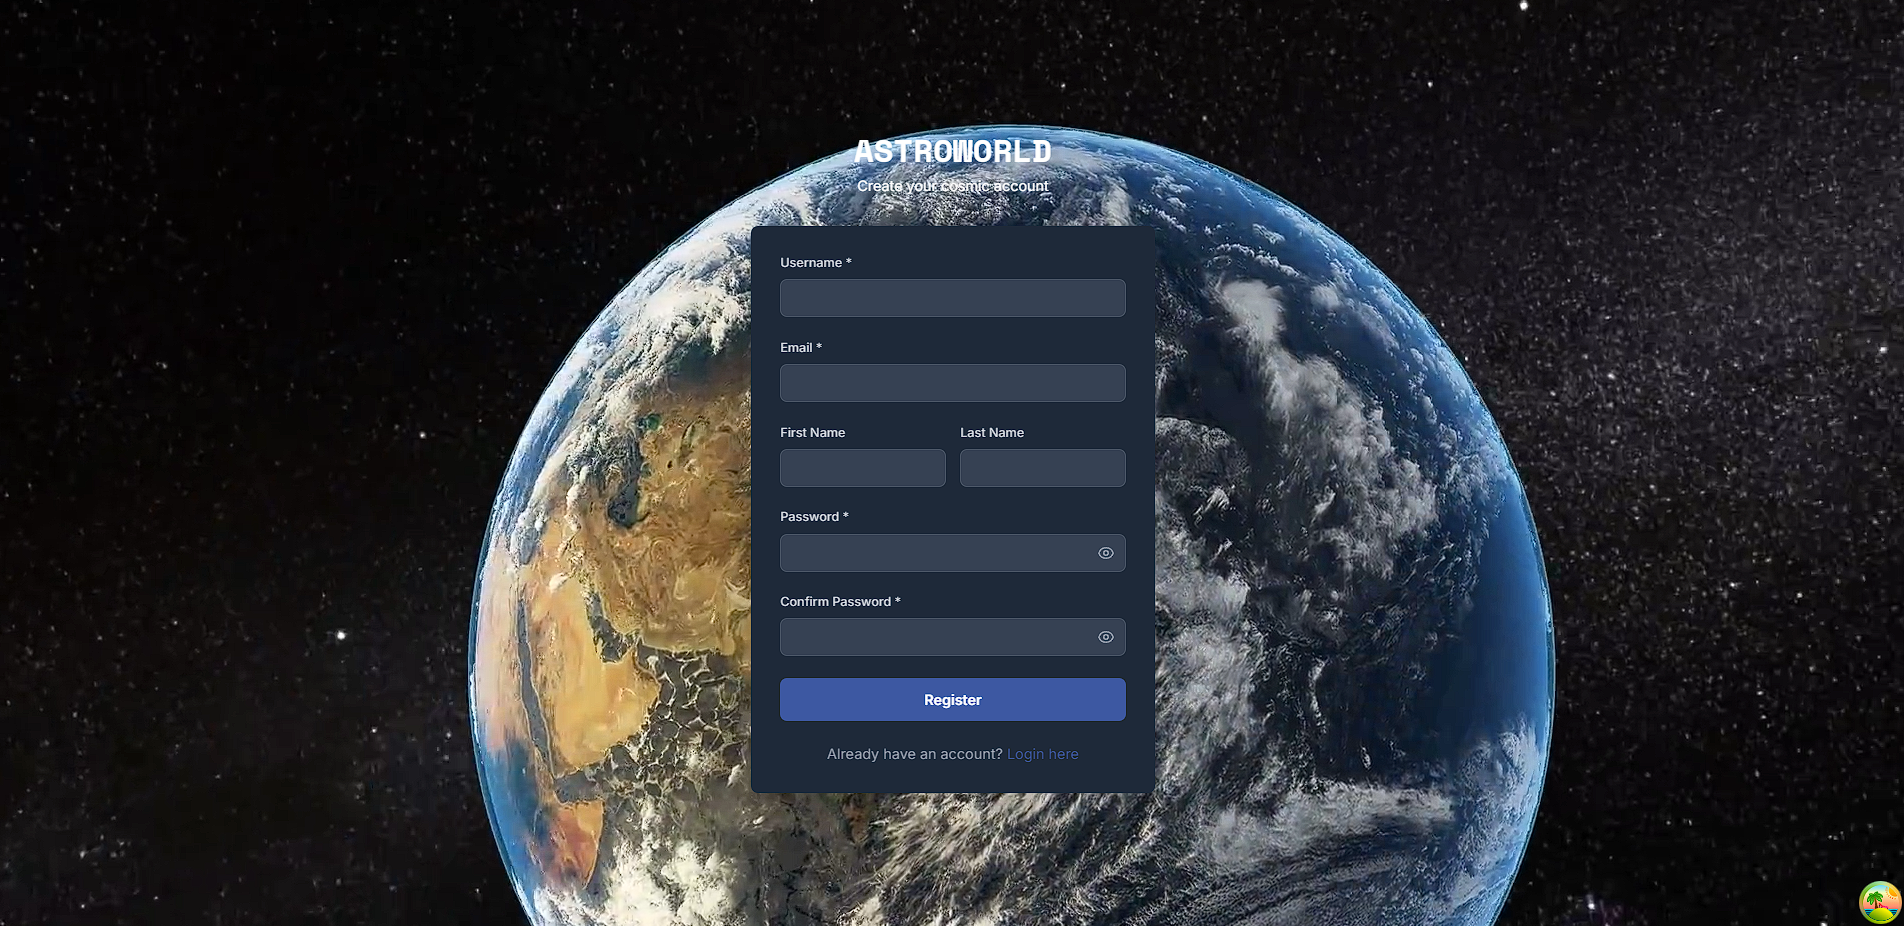 ASTROWORLD
Create your cosmic account
Username *
Email *
First Name Last Name
Password *
Confirm Password *
Register
Already have an account? Login here